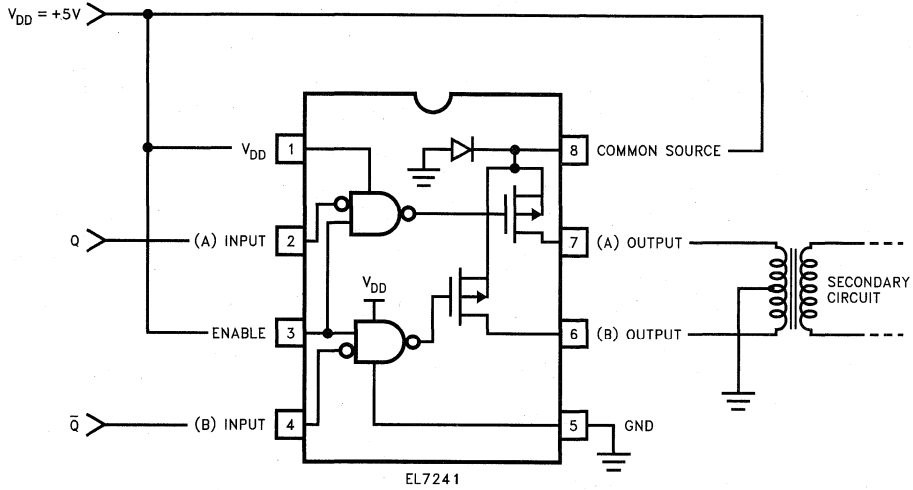 V_DD = +5V
V_DD
1
8
COMMON SOURCE
Q
(A) INPUT
2
7
(A) OUTPUT
V_DD
SECONDARY
CIRCUIT
ENABLE
3
6
(B) OUTPUT
Q̅
(B) INPUT
4
5
GND
EL7241